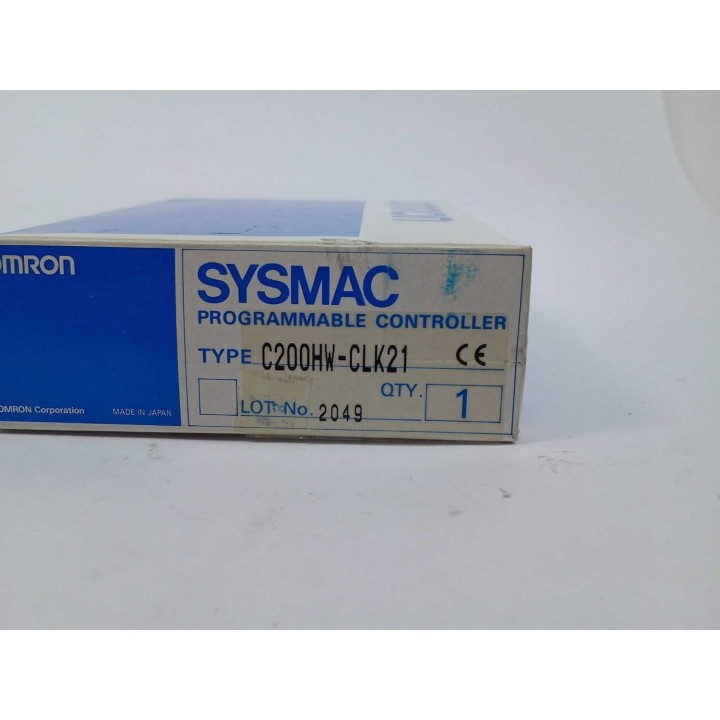 OMRON
SYSMAC
PROGRAMMABLE CONTROLLER
TYPE C200HW-CLK21 CE
QTY. 1
LOT No. 2049
OMRON Corporation MADE IN JAPAN